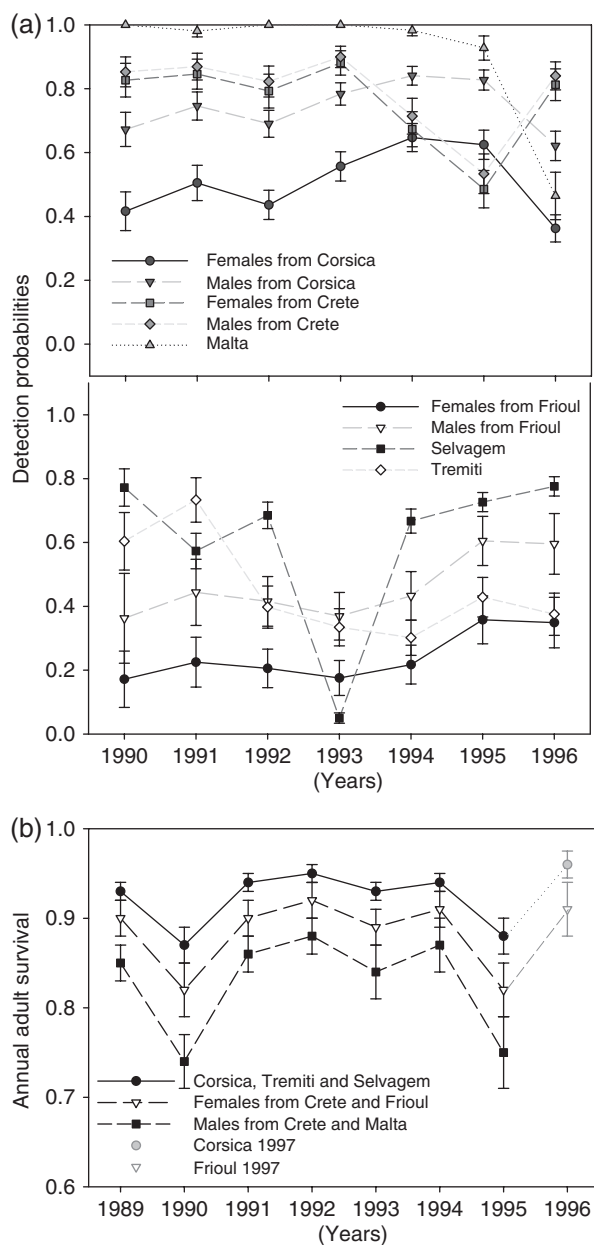 (a)
1.0
0.8
0.6
0.4
0.2
0.0
Females from Corsica
Males from Corsica
Females from Crete
Males from Crete
Malta
Detection probabilities
1.0
0.8
0.6
0.4
0.2
0.0
Females from Frioul
Males from Frioul
Selvagem
Tremiti
1990 1991 1992 1993 1994 1995 1996
(Years)
(b)
1.0
0.9
0.8
0.7
0.6
Annual adult survival
Corsica, Tremiti and Selvagem
Females from Crete and Frioul
Males from Crete and Malta
Corsica 1997
Frioul 1997
1989 1990 1991 1992 1993 1994 1995 1996
(Years)